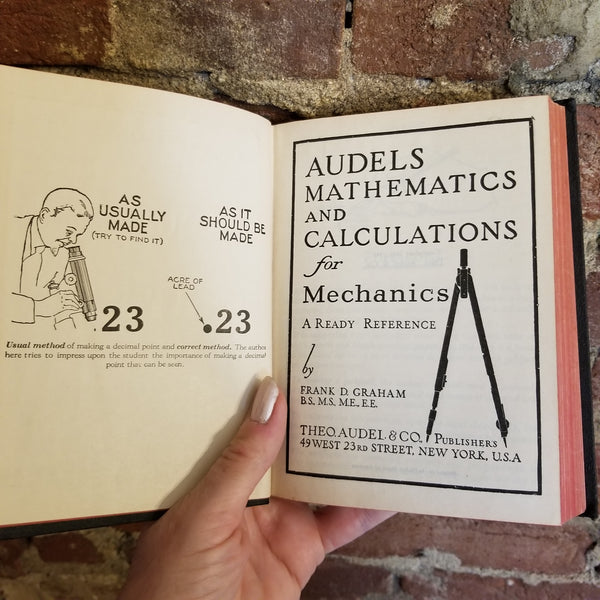 AS
USUALLY
MADE
(TRY TO FIND IT)
AS IT
SHOULD BE
MADE
ACRE OF
LEAD
.23
.23
Usual method of making a decimal point and correct method. The author
here tries to impress upon the student the importance of making a decimal
point that can be seen.
AUDELS
MATHEMATICS
AND
CALCULATIONS
for
Mechanics
A READY REFERENCE
by
FRANK D. GRAHAM
B.S., M.S., M.E., E.E.
THEO. AUDEL & CO. PUBLISHERS
49 WEST 23RD STREET, NEW YORK, U.S.A